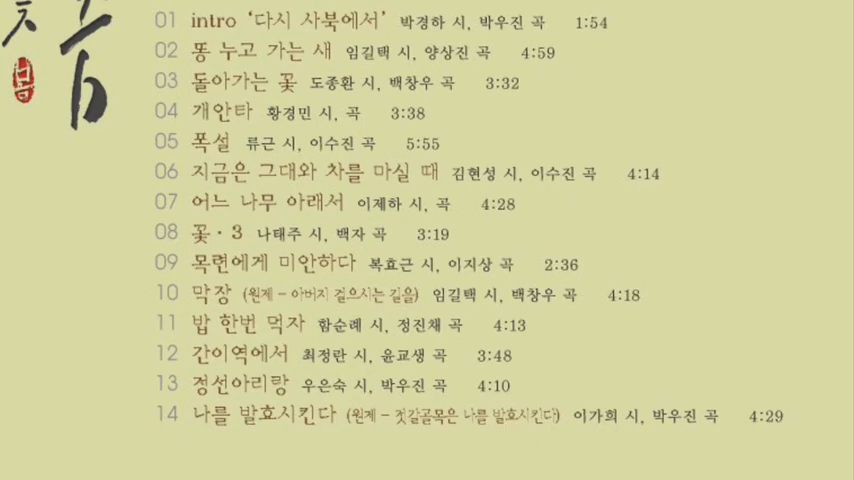 01 intro ‘다시 사북에서’ 박경하 시, 박우진 곡 1:54
02 똥 누고 가는 새 임길택 시, 양상진 곡 4:59
03 돌아가는 꽃 도종환 시, 백창우 곡 3:32
04 개안타 황경민 시, 곡 3:38
05 폭설 류근 시, 이수진 곡 5:55
06 지금은 그대와 차를 마실 때 김현성 시, 이수진 곡 4:14
07 어느 나무 아래서 이제하 시, 곡 4:28
08 꽃 · 3 나태주 시, 백자 곡 3:19
09 목련에게 미안하다 복효근 시, 이지상 곡 2:36
10 막장 (원제 - 아버지 걸으시는 길을) 임길택 시, 백창우 곡 4:18
11 밥 한번 먹자 함순례 시, 정진채 곡 4:13
12 간이역에서 최정란 시, 윤교생 곡 3:48
13 정선아리랑 우은숙 시, 박우진 곡 4:10
14 나를 발효시킨다 (원제 - 젓갈골목은 나를 발효시킨다) 이가희 시, 박우진 곡 4:29